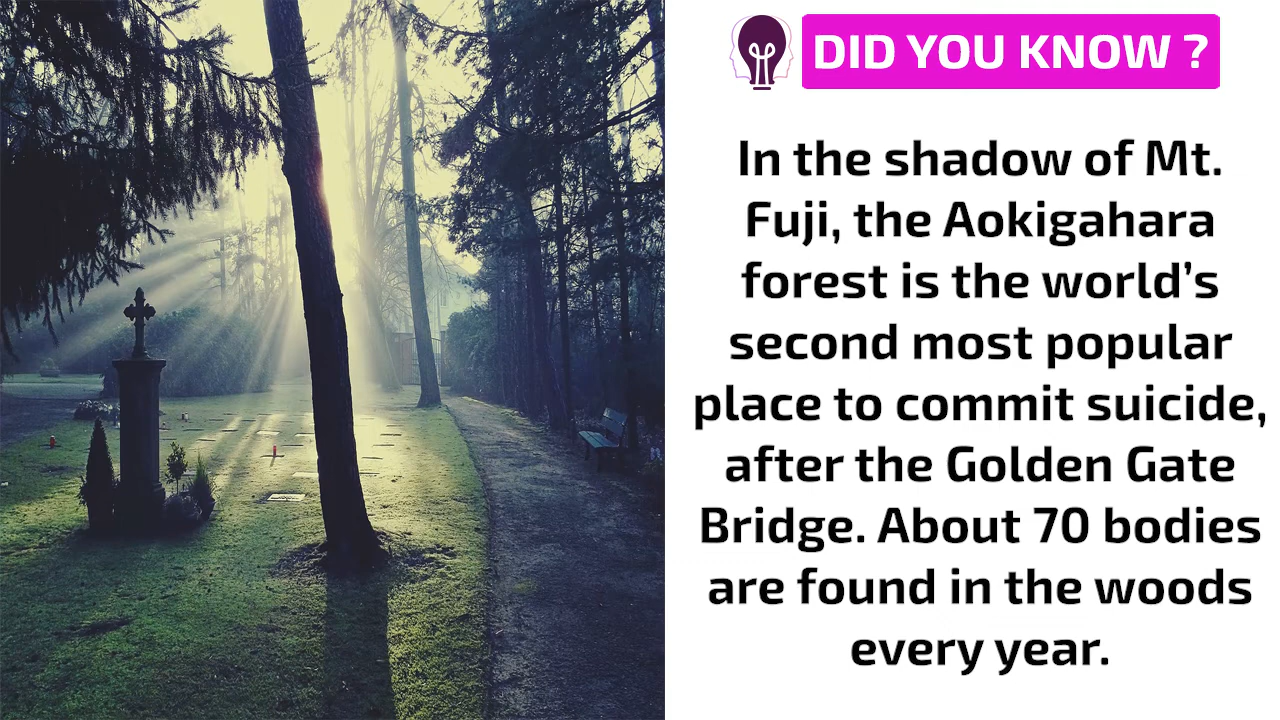 DID YOU KNOW ?
In the shadow of Mt.
Fuji, the Aokigahara
forest is the world’s
second most popular
place to commit suicide,
after the Golden Gate
Bridge. About 70 bodies
are found in the woods
every year.